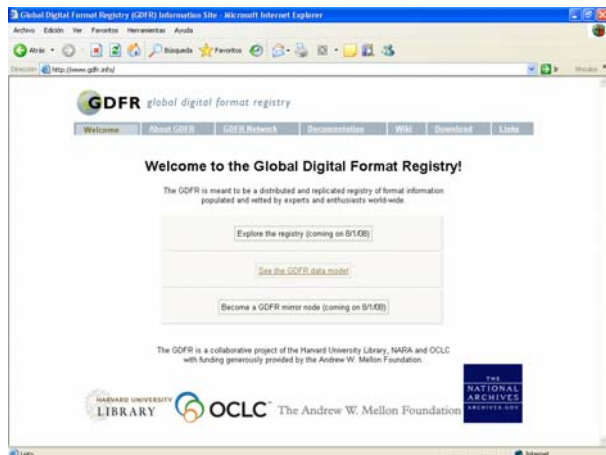 Global Digital Format Registry (GDFR) Information Site - Microsoft Internet Explorer
Archivo Edición Ver Favoritos Herramientas Ayuda
Atrás Búsqueda Favoritos
Dirección http://www.gdfr.info/ Ir Vínculos
GDFR global digital format registry
Welcome About GDFR GDFR Network Documentation Wiki Download Links
Welcome to the Global Digital Format Registry!
The GDFR is meant to be a distributed and replicated registry of format information
populated and vetted by experts and enthusiasts world-wide.
Explore the registry (coming on 8/1/08)
See the GDFR data model
Become a GDFR mirror node (coming on 8/1/08)
The GDFR is a collaborative project of the Harvard University Library, NARA and OCLC
with funding generously provided by the Andrew W. Mellon Foundation.
HARVARD UNIVERSITY
LIBRARY
OCLC
The Andrew W. Mellon Foundation
THE
NATIONAL
ARCHIVES
ARCHIVES.GOV
Listo Internet